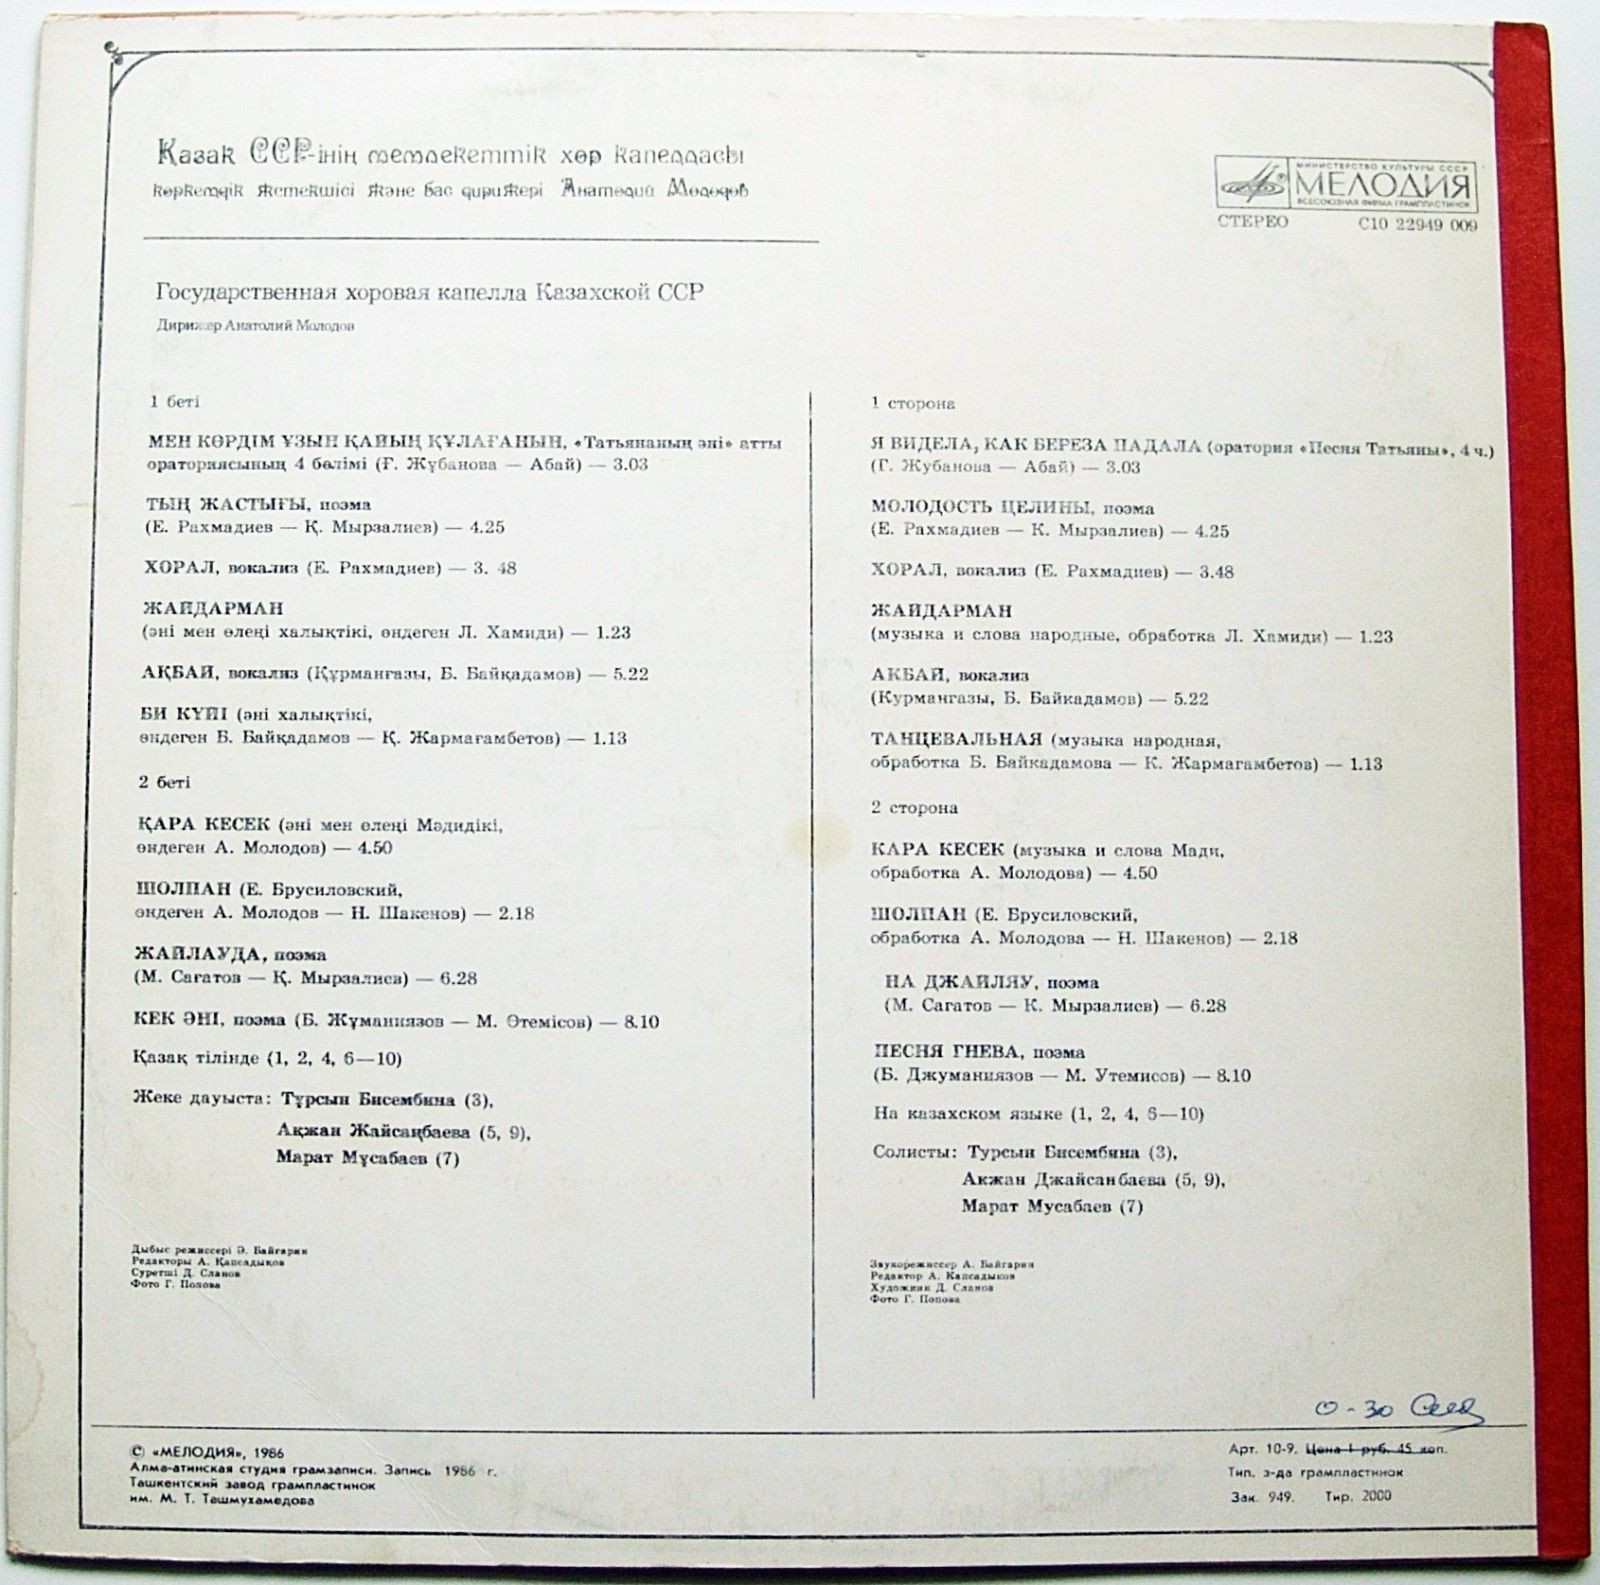 Қазақ ССР-інің мемлекеттік хор капелласы
көркемдік жетекшісі және бас дирижері Анатолий Молодов
МИНИСТЕРСТВО КУЛЬТУРЫ СССР
МЕЛОДИЯ
ВСЕСОЮЗНАЯ ФИРМА ГРАМПЛАСТИНОК
СТЕРЕО С10 22949 009
Государственная хоровая капелла Казахской ССР
Дирижер Анатолий Молодов
1 беті
МЕН КӨРДІМ ҰЗЫН ҚАЙЫҢ ҚҰЛАҒАНЫН, «Татьянаның әні» атты
ораториясының 4 бөлімі (Ғ. Жұбанова — Абай) — 3.03
ТЫҢ ЖАСТЫҒЫ, поэма
(Е. Рахмадиев — Қ. Мырзалиев) — 4.25
ХОРАЛ, вокализ (Е. Рахмадиев) — 3. 48
ЖАЙДАРМАН
(әні мен өлеңі халықтікі, өңдеген Л. Хамиди) — 1.23
АҚБАЙ, вокализ (Құрманғазы, Б. Байқадамов) — 5.22
БИ КҮЙІ (әні халықтікі,
өңдеген Б. Байқадамов — Қ. Жармағамбетов) — 1.13
2 беті
ҚАРА КЕСЕК (әні мен өлеңі Мәдидікі,
өңдеген А. Молодов) — 4.50
ШОЛПАН (Е. Брусиловский,
өңдеген А. Молодов — Н. Шакенов) — 2.18
ЖАЙЛАУДА, поэма
(М. Сағатов — Қ. Мырзалиев) — 6.28
КЕК ӘНІ, поэма (Б. Жұманиязов — М. Өтемісов) — 8.10
Қазақ тілінде (1, 2, 4, 6—10)
Жеке дауыста: Тұрсын Бисембина (3),
Ақжан Жайсаңбаева (5, 9),
Марат Мұсабаев (7)
Дыбыс режиссері Ә. Байғарин
Редакторы А. Қапсадықов
Суретші Д. Сланов
Фото Г. Попова
1 сторона
Я ВИДЕЛА, КАК БЕРЕЗА ПАДАЛА (оратория «Песня Татьяны», 4 ч.)
(Г. Жубанова — Абай) — 3.03
МОЛОДОСТЬ ЦЕЛИНЫ, поэма
(Е. Рахмадиев — К. Мырзалиев) — 4.25
ХОРАЛ, вокализ (Е. Рахмадиев) — 3.48
ЖАЙДАРМАН
(музыка и слова народные, обработка Л. Хамиди) — 1.23
АКБАЙ, вокализ
(Курмангазы, Б. Байкадамов) — 5.22
ТАНЦЕВАЛЬНАЯ (музыка народная,
обработка Б. Байкадамова — К. Жармагамбетов) — 1.13
2 сторона
КАРА КЕСЕК (музыка и слова Мади,
обработка А. Молодова) — 4.50
ШОЛПАН (Е. Брусиловский,
обработка А. Молодова — Н. Шакенов) — 2.18
НА ДЖАЙЛЯУ, поэма
(М. Сагатов — К. Мырзалиев) — 6.28
ПЕСНЯ ГНЕВА, поэма
(Б. Джуманиязов — М. Утемисов) — 8.10
На казахском языке (1, 2, 4, 6—10)
Солисты: Турсын Бисембина (3),
Акжан Джайсанбаева (5, 9),
Марат Мусабаев (7)
Звукорежиссер А. Байгарин
Редактор А. Капсадыков
Художник Д. Сланов
Фото Г. Попова
0-30
© «МЕЛОДИЯ», 1986
Алма-атинская студия грамзаписи. Запись 1986 г.
Ташкентский завод грампластинок
им. М. Т. Ташмухамедова
Арт. 10-9. Цена 1 руб. 45 коп.
Тип. з-да грампластинок
Зак. 949. Тир. 2000